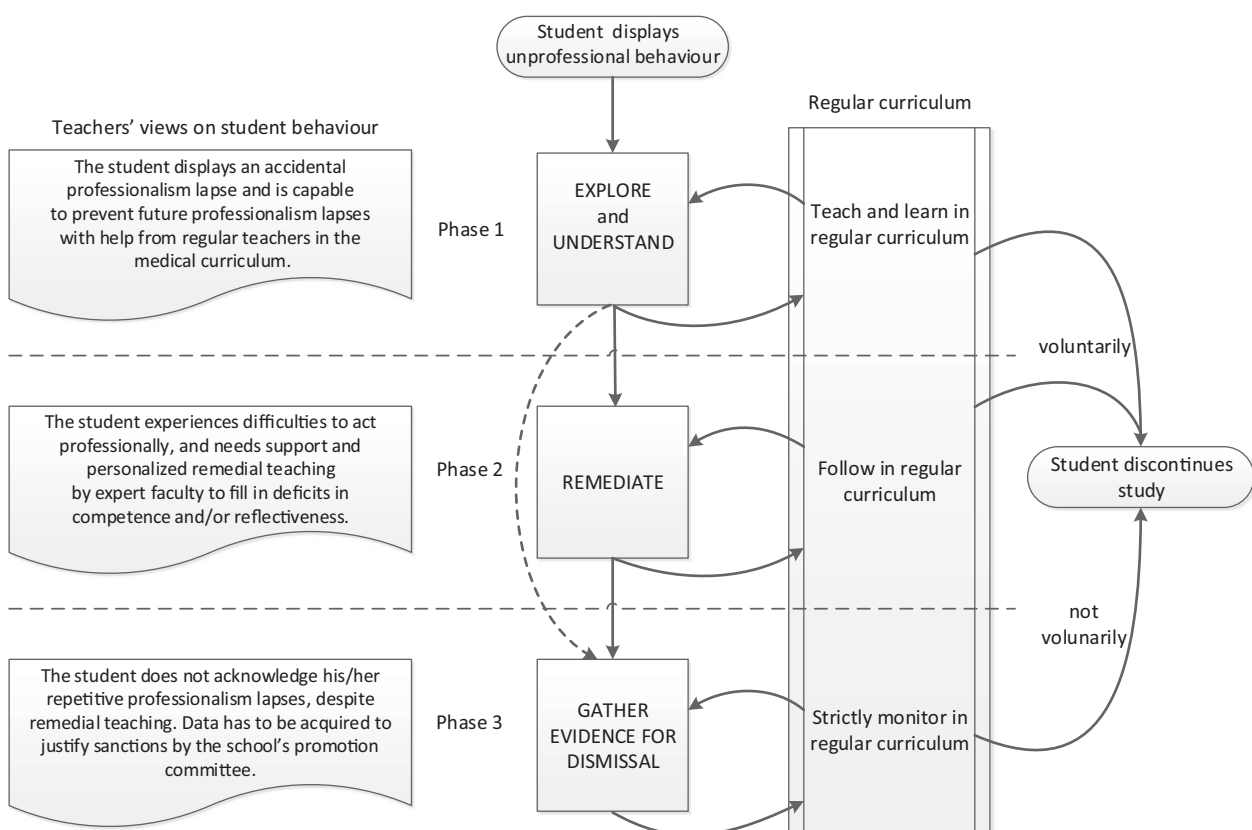 Student displays
unprofessional behaviour
Regular curriculum
Teachers’ views on student behaviour
The student displays an accidental
professionalism lapse and is capable
to prevent future professionalism lapses
with help from regular teachers in the
medical curriculum.
Phase 1
EXPLORE
and
UNDERSTAND
Teach and learn in
regular curriculum
voluntarily
The student experiences difficulties to act
professionally, and needs support and
personalized remedial teaching
by expert faculty to fill in deficits in
competence and/or reflectiveness.
Phase 2
REMEDIATE
Follow in regular
curriculum
Student discontinues
study
not
volunarily
The student does not acknowledge his/her
repetitive professionalism lapses, despite
remedial teaching. Data has to be acquired to
justify sanctions by the school’s promotion
committee.
Phase 3
GATHER
EVIDENCE FOR
DISMISSAL
Strictly monitor in
regular curriculum